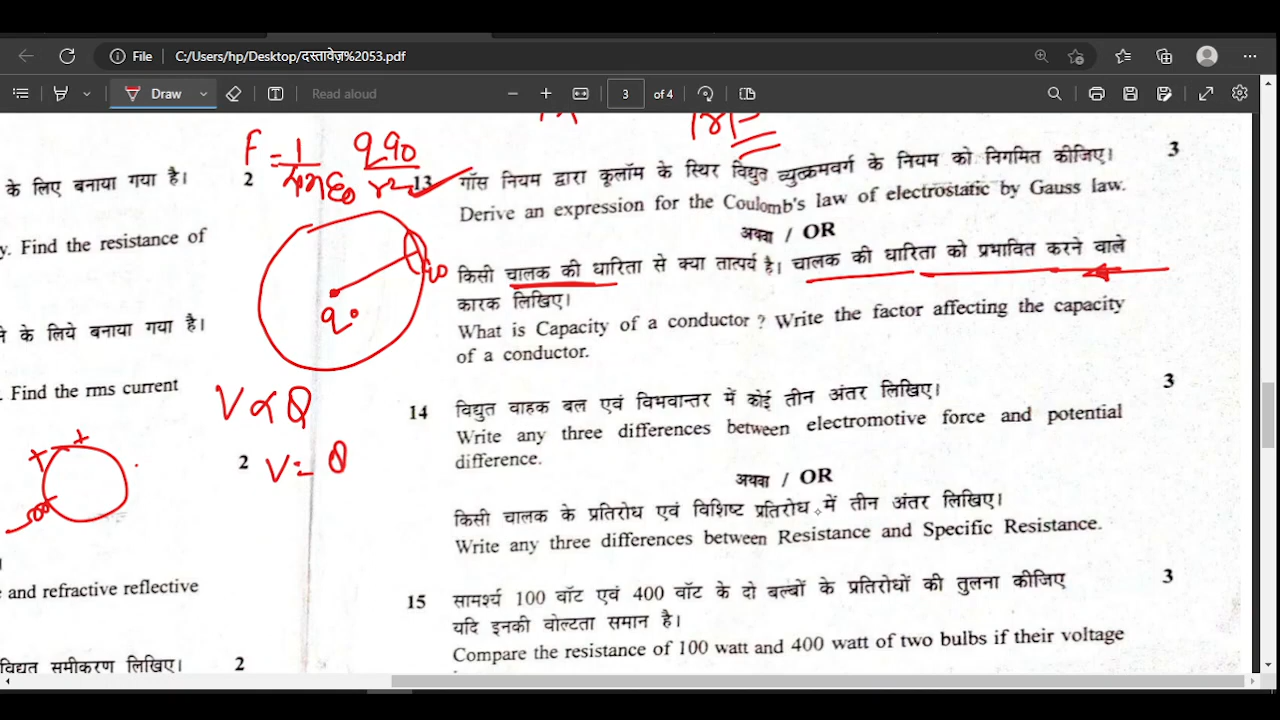 File C:/Users/hp/Desktop/दस्तावेज़%2053.pdf
Draw Read aloud 3 of 4
F = 1/4πε0 qq0/r2
q0
q
V ∝ Q
V = Q
+ +
के लिए बनाया गया है। 2
y. Find the resistance of
ने के लिये बनाया गया है।
. Find the rms current
2
।
e and refractive reflective
विद्युत समीकरण लिखिए। 2
13 गॉस नियम द्वारा कूलॉम के स्थिर विद्युत व्युत्क्रमवर्ग के नियम को निगमित कीजिए। 3
Derive an expression for the Coulomb's law of electrostatic by Gauss law.
अथवा / OR
किसी चालक की धारिता से क्या तात्पर्य है। चालक की धारिता को प्रभावित करने वाले
कारक लिखिए।
What is Capacity of a conductor ? Write the factor affecting the capacity
of a conductor.
14 विद्युत वाहक बल एवं विभवान्तर में कोई तीन अंतर लिखिए। 3
Write any three differences between electromotive force and potential
difference.
अथवा / OR
किसी चालक के प्रतिरोध एवं विशिष्ट प्रतिरोध में तीन अंतर लिखिए।
Write any three differences between Resistance and Specific Resistance.
15 सामर्थ्य 100 वॉट एवं 400 वॉट के दो बल्बों के प्रतिरोधों की तुलना कीजिए 3
यदि इनकी वोल्टता समान है।
Compare the resistance of 100 watt and 400 watt of two bulbs if their voltage